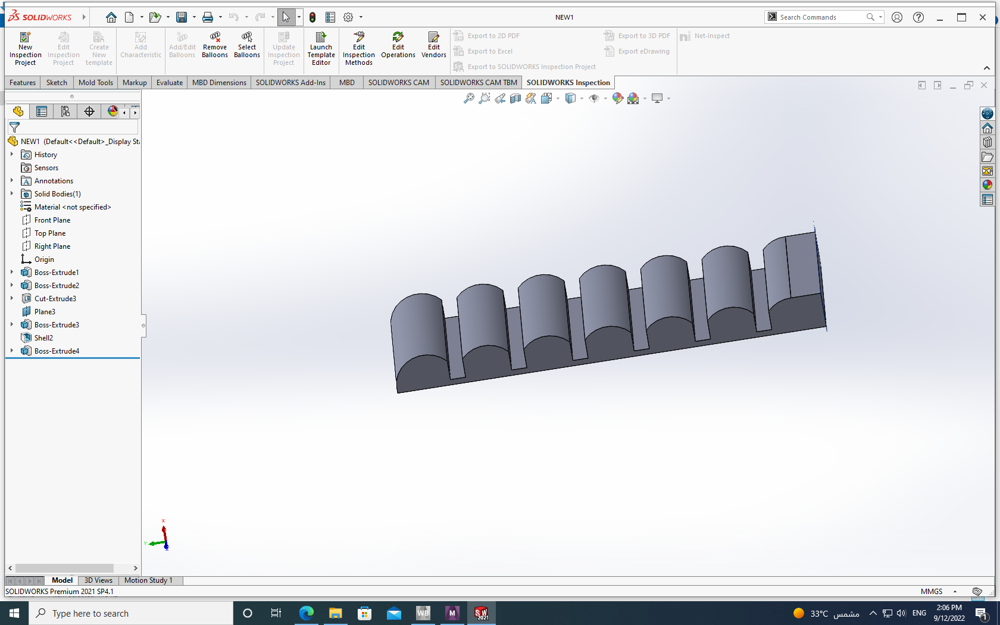 SOLIDWORKS
NEW1
Search Commands
New Inspection Project
Edit Inspection Project
Create New template
Add Characteristic
Add/Edit Balloons
Remove Balloons
Select Balloons
Update Inspection Project
Launch Template Editor
Edit Inspection Methods
Edit Operations
Edit Vendors
Export to 2D PDF
Export to Excel
Export to SOLIDWORKS Inspection Project
Export to 3D PDF
Export eDrawing
Net-Inspect
Features
Sketch
Mold Tools
Markup
Evaluate
MBD Dimensions
SOLIDWORKS Add-Ins
MBD
SOLIDWORKS CAM
SOLIDWORKS CAM TBM
SOLIDWORKS Inspection
NEW1 (Default<<Default>_Display Sta
History
Sensors
Annotations
Solid Bodies(1)
Material <not specified>
Front Plane
Top Plane
Right Plane
Origin
Boss-Extrude1
Boss-Extrude2
Cut-Extrude3
Plane3
Boss-Extrude3
Shell2
Boss-Extrude4
X
Y
Model
3D Views
Motion Study 1
SOLIDWORKS Premium 2021 SP4.1
MMGS
Type here to search
WB
M
SW 2021
33°C مشمس
ENG
2:06 PM
9/12/2022
1